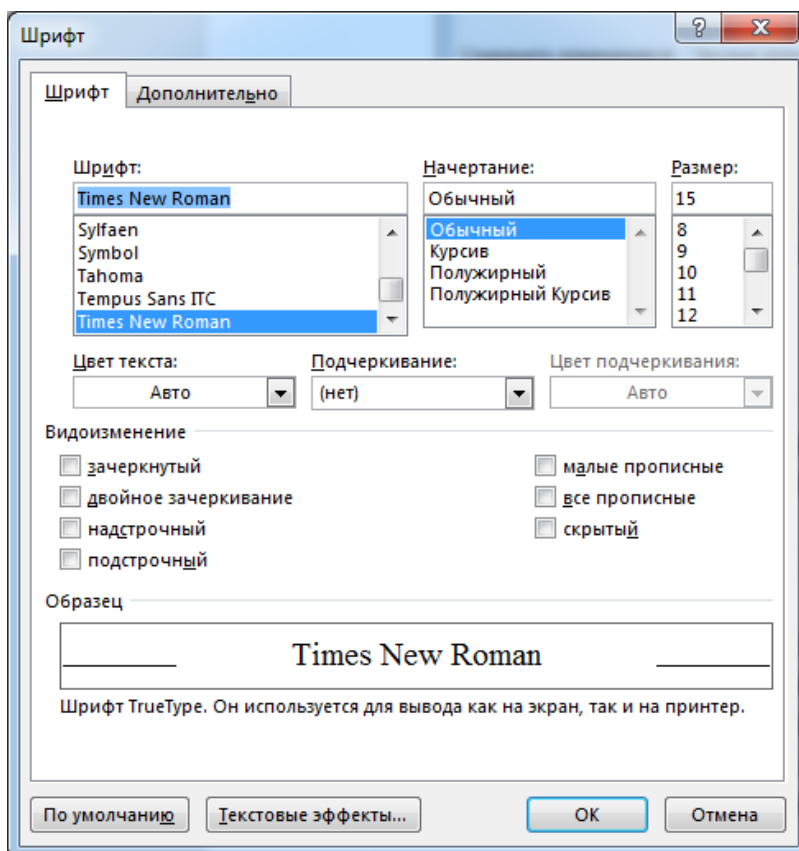 Шрифт
Шрифт Дополнительно
Шрифт: Начертание: Размер:
Times New Roman Обычный 15
Sylfaen Обычный 8
Symbol Курсив 9
Tahoma Полужирный 10
Tempus Sans ITC Полужирный Курсив 11
Times New Roman 12
Цвет текста: Подчеркивание: Цвет подчеркивания:
Авто (нет) Авто
Видоизменение
зачеркнутый малые прописные
двойное зачеркивание все прописные
надстрочный скрытый
подстрочный
Образец
Times New Roman
Шрифт TrueType. Он используется для вывода как на экран, так и на принтер.
По умолчанию Текстовые эффекты... ОК Отмена